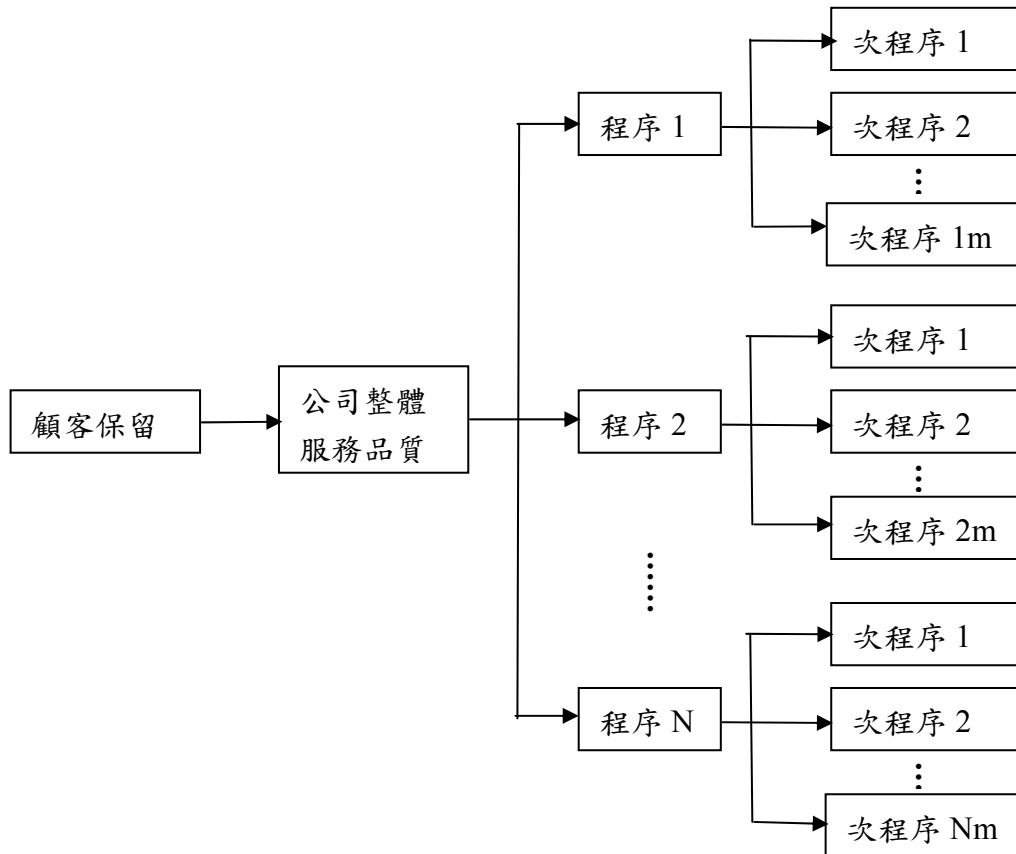 顧客保留
公司整體
服務品質
程序 1
次程序 1
次程序 2
次程序 1m
程序 2
次程序 1
次程序 2
次程序 2m
程序 N
次程序 1
次程序 2
次程序 Nm